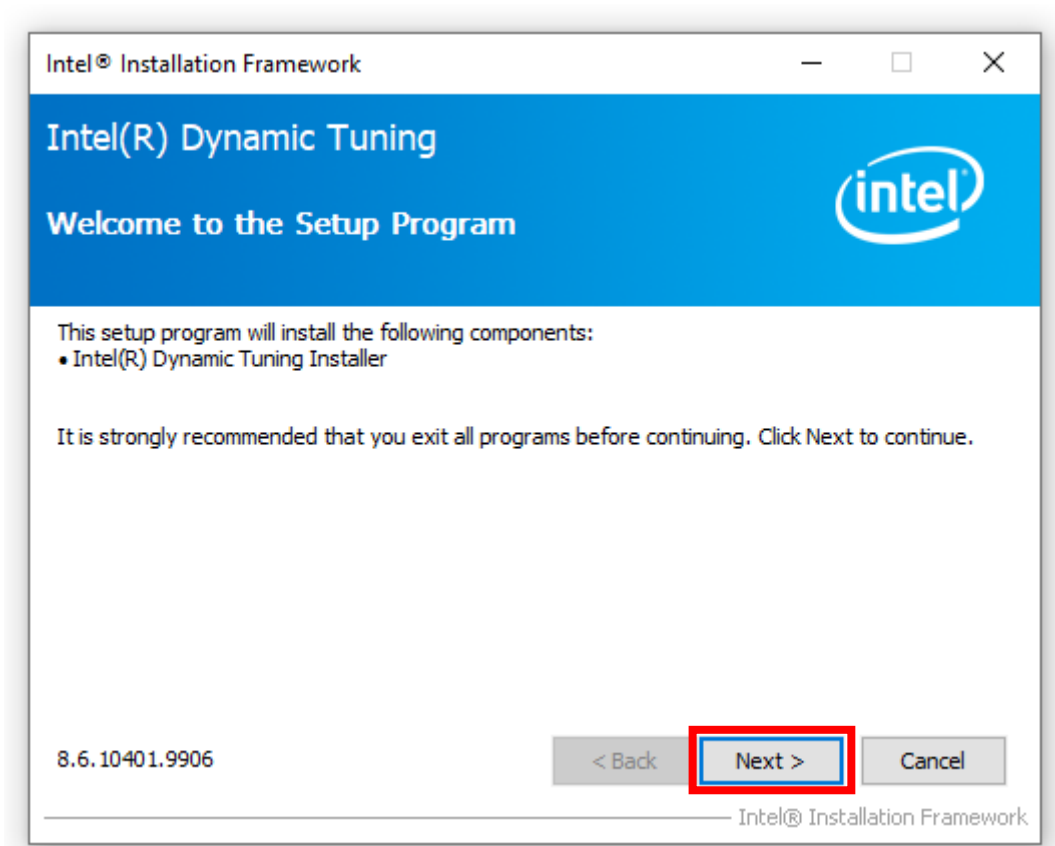 Intel® Installation Framework
Intel(R) Dynamic Tuning
Welcome to the Setup Program
intel
This setup program will install the following components:
• Intel(R) Dynamic Tuning Installer
It is strongly recommended that you exit all programs before continuing. Click Next to continue.
8.6.10401.9906
< Back
Next >
Cancel
Intel® Installation Framework